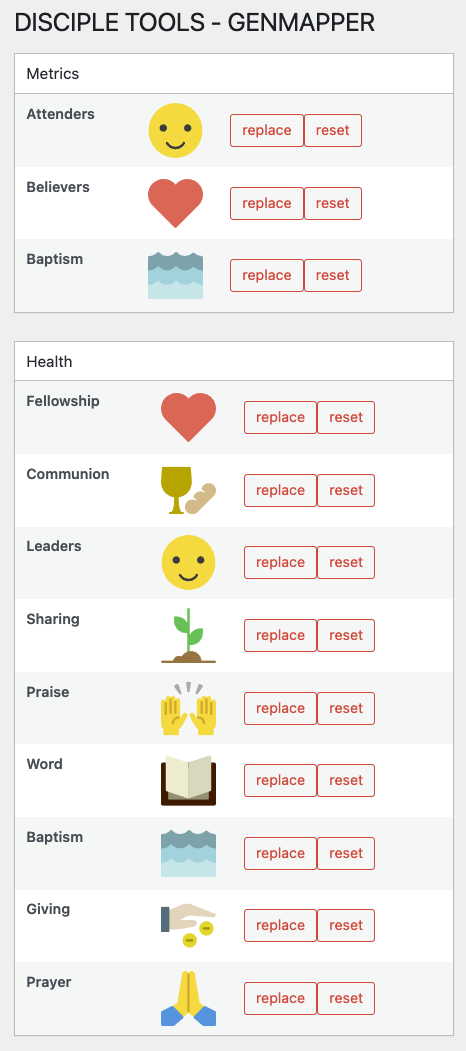 DISCIPLE TOOLS - GENMAPPER
Metrics
Attenders replace reset
Believers replace reset
Baptism replace reset
Health
Fellowship replace reset
Communion replace reset
Leaders replace reset
Sharing replace reset
Praise replace reset
Word replace reset
Baptism replace reset
Giving replace reset
Prayer replace reset